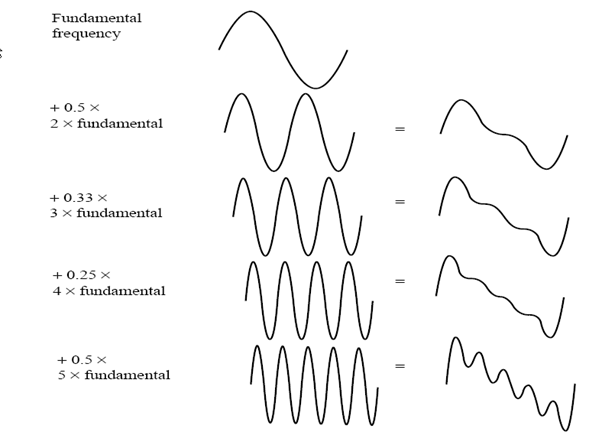 Fundamental
frequency
+ 0.5 ×
2 × fundamental
=
+ 0.33 ×
3 × fundamental
=
+ 0.25 ×
4 × fundamental
=
+ 0.5 ×
5 × fundamental
=